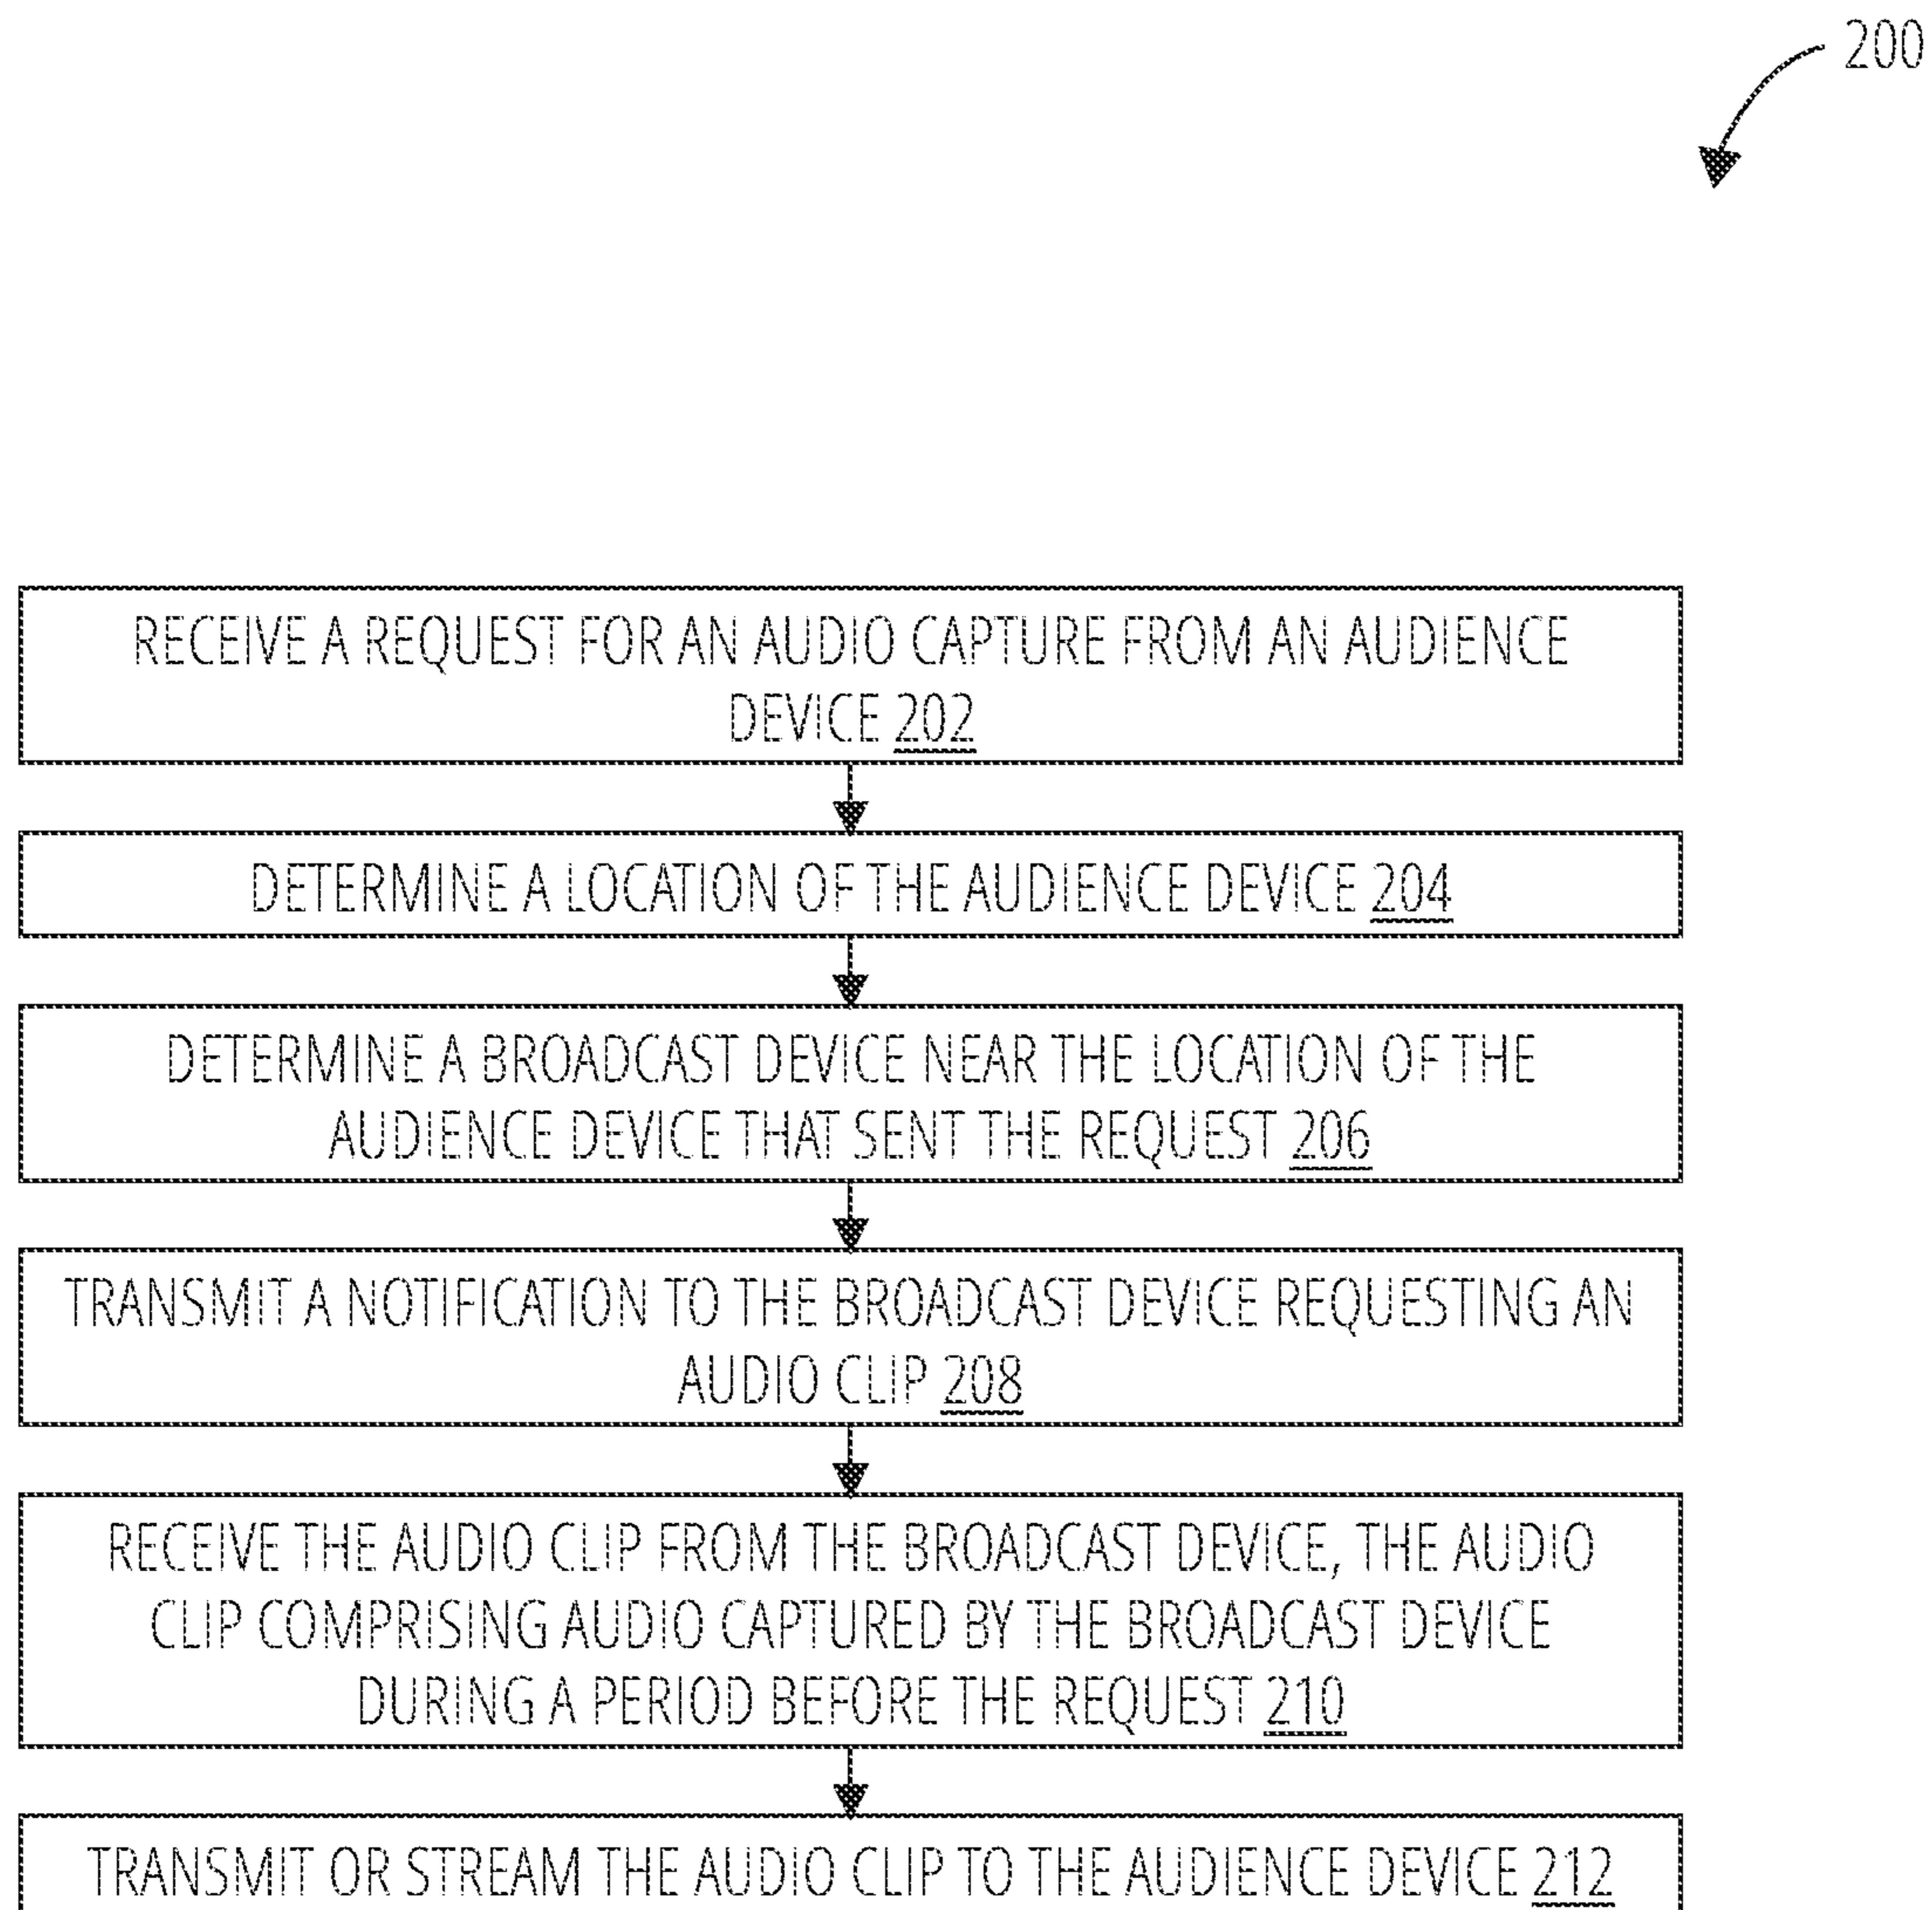 200
RECEIVE A REQUEST FOR AN AUDIO CAPTURE FROM AN AUDIENCE
DEVICE 202
DETERMINE A LOCATION OF THE AUDIENCE DEVICE 204
DETERMINE A BROADCAST DEVICE NEAR THE LOCATION OF THE
AUDIENCE DEVICE THAT SENT THE REQUEST 206
TRANSMIT A NOTIFICATION TO THE BROADCAST DEVICE REQUESTING AN
AUDIO CLIP 208
RECEIVE THE AUDIO CLIP FROM THE BROADCAST DEVICE, THE AUDIO
CLIP COMPRISING AUDIO CAPTURED BY THE BROADCAST DEVICE
DURING A PERIOD BEFORE THE REQUEST 210
TRANSMIT OR STREAM THE AUDIO CLIP TO THE AUDIENCE DEVICE 212